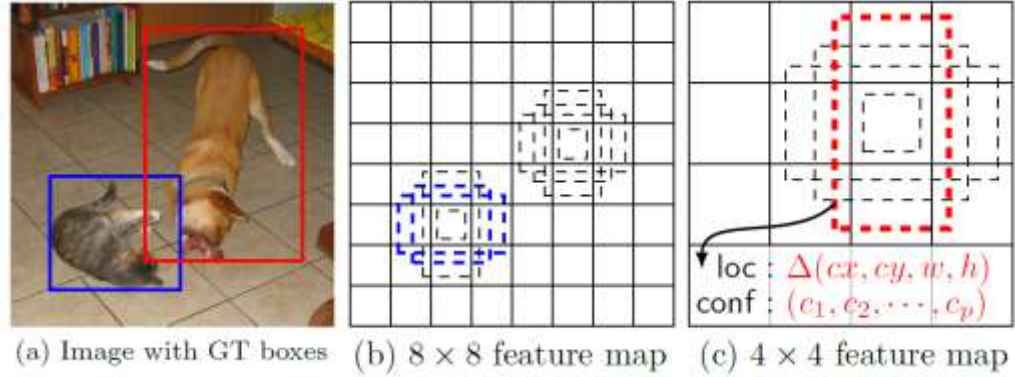 loc : Δ(cx, cy, w, h)
conf : (c₁, c₂, ⋯, cₚ)
(a) Image with GT boxes
(b) 8 × 8 feature map
(c) 4 × 4 feature map